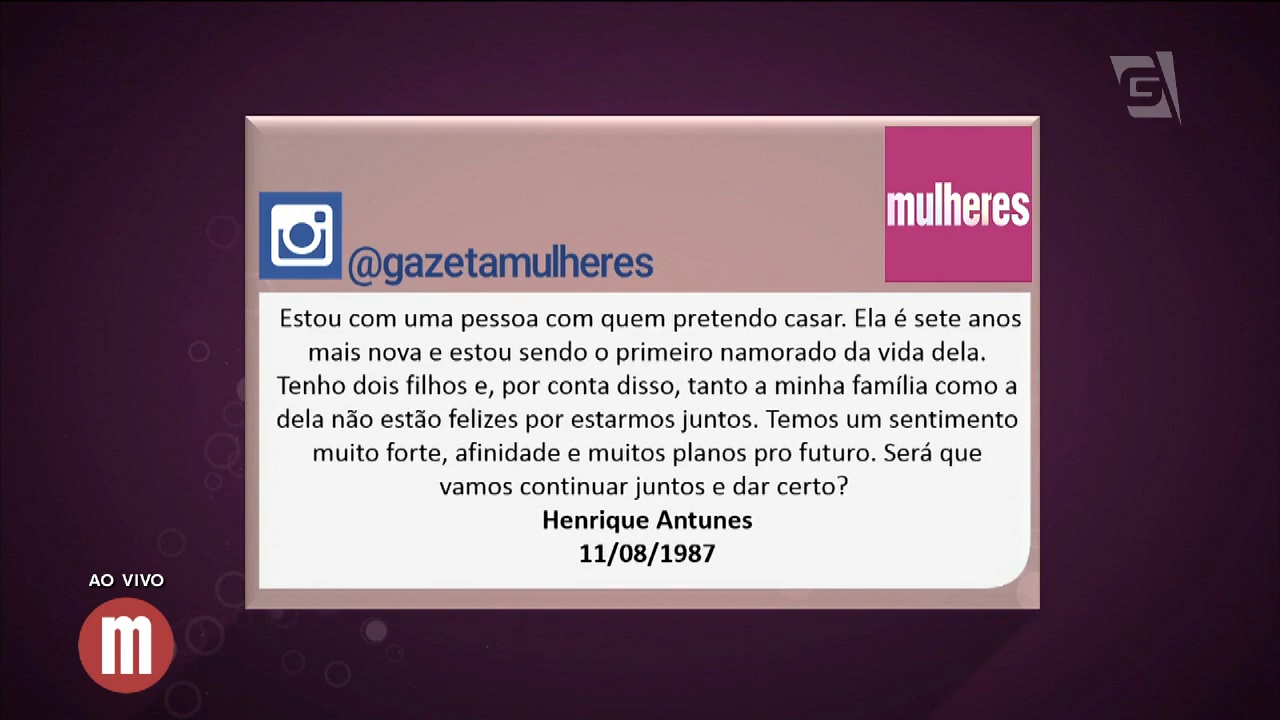 G
mulheres
@gazetamulheres
Estou com uma pessoa com quem pretendo casar. Ela é sete anos
mais nova e estou sendo o primeiro namorado da vida dela.
Tenho dois filhos e, por conta disso, tanto a minha família como a
dela não estão felizes por estarmos juntos. Temos um sentimento
muito forte, afinidade e muitos planos pro futuro. Será que
vamos continuar juntos e dar certo?
Henrique Antunes
11/08/1987
AO VIVO
m